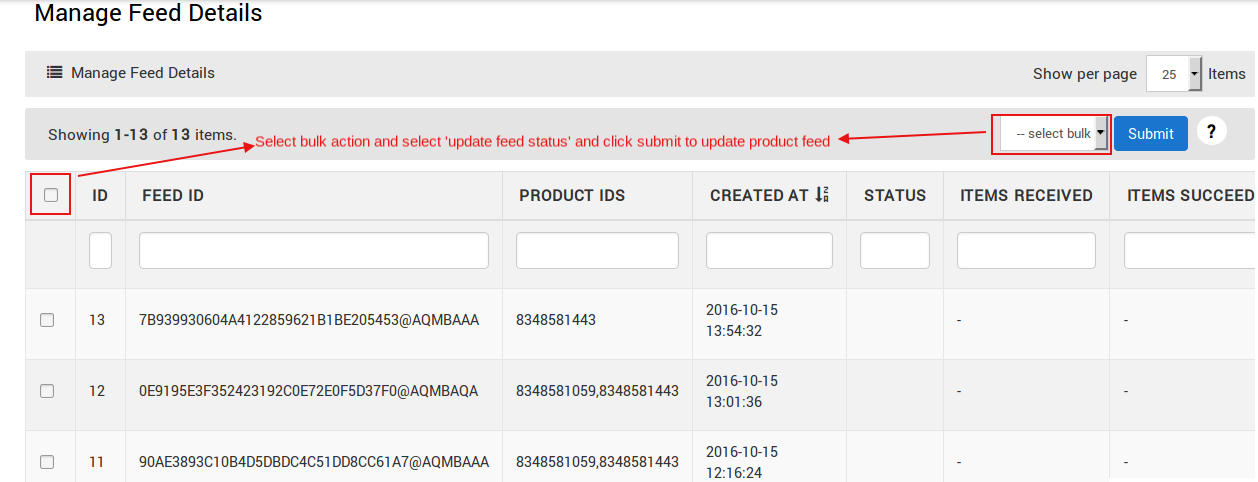 Manage Feed Details
Manage Feed Details
Show per page 25 Items
Showing 1-13 of 13 items.
Select bulk action and select 'update feed status' and click submit to update product feed
-- select bulk
Submit
?
ID FEED ID PRODUCT IDS CREATED AT STATUS ITEMS RECEIVED ITEMS SUCCEED
13 7B939930604A4122859621B1BE205453@AQMBAAA 8348581443 2016-10-15 - -
13:54:32
12 0E9195E3F352423192C0E72E0F5D37F0@AQMBAQA 8348581059,8348581443 2016-10-15 - -
13:01:36
11 90AE3893C10B4D5DBDC4C51DD8CC61A7@AQMBAAA 8348581059,8348581443 2016-10-15 - -
12:16:24